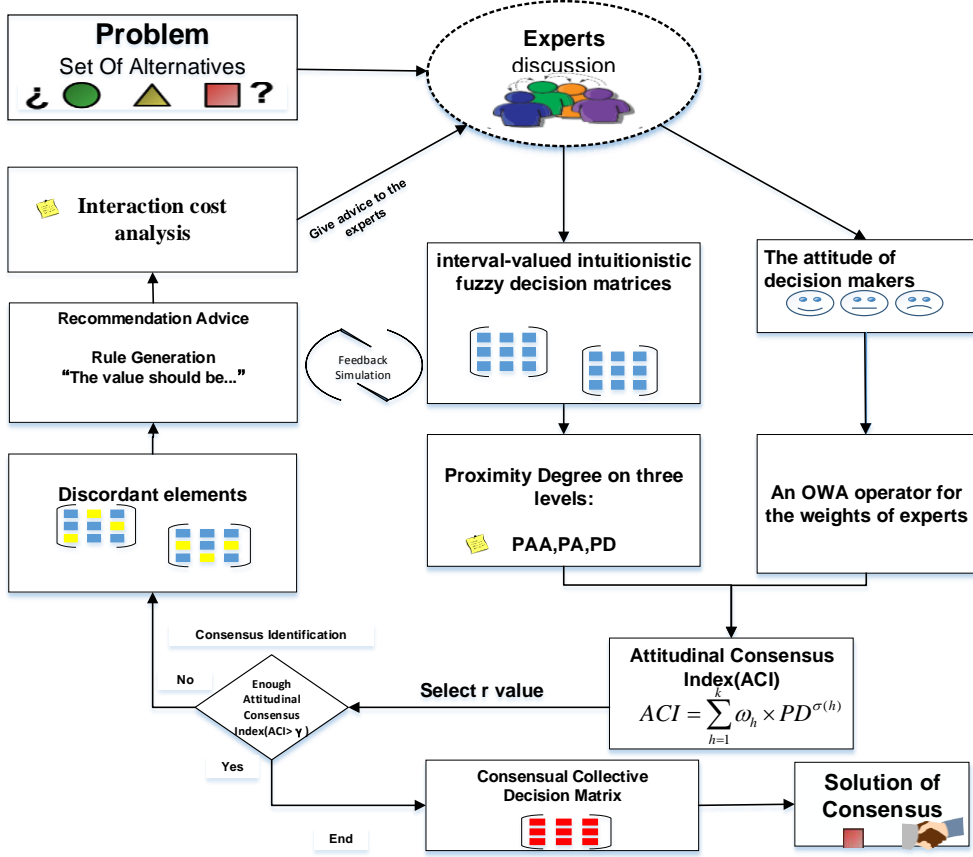 Problem
Set Of Alternatives
¿ ?
Experts
discussion
Interaction cost
analysis
Give advice to the
experts
interval-valued intuitionistic
fuzzy decision matrices
The attitude of
decision makers
Recommendation Advice
Rule Generation
“The value should be...”
Feedback
Simulation
Discordant elements
Proximity Degree on three
levels:
PAA,PA,PD
An OWA operator for
the weights of experts
Consensus Identification
No
Enough
Attitudinal
Consensus
Index(ACI> γ)
Yes
Select r value
Attitudinal Consensus
Index(ACI)
ACI = ∑_{h=1}^{k} ω_h × PD^{σ(h)}
End
Consensual Collective
Decision Matrix
Solution of
Consensus